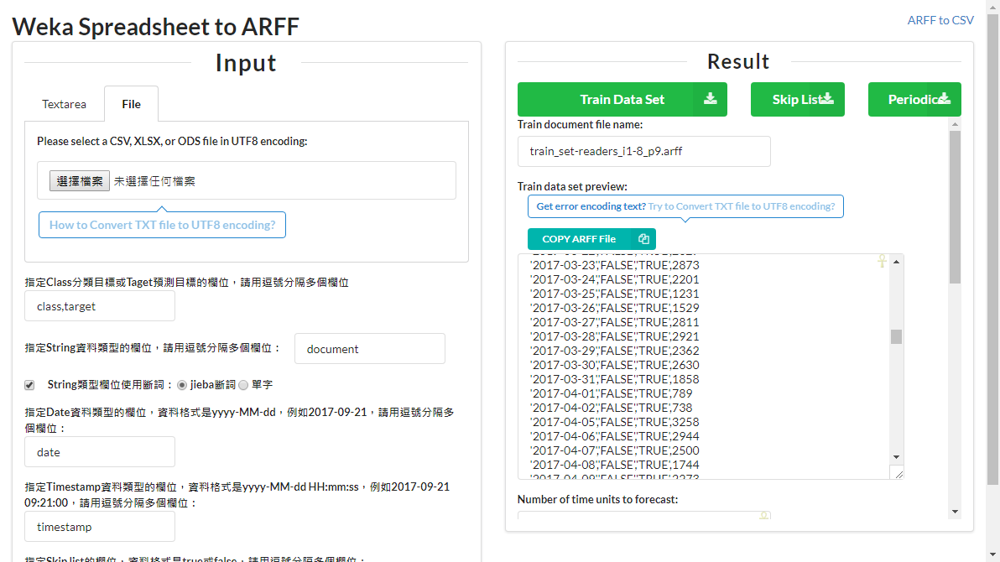 Weka Spreadsheet to ARFF
ARFF to CSV
Input
Textarea
File
Please select a CSV, XLSX, or ODS file in UTF8 encoding:
選擇檔案 未選擇任何檔案
How to Convert TXT file to UTF8 encoding?
指定Class分類目標或Taget預測目標的欄位，請用逗號分隔多個欄位
class,target
指定String資料類型的欄位，請用逗號分隔多個欄位：
document
String類型欄位使用斷詞： jieba斷詞 單字
指定Date資料類型的欄位，資料格式是yyyy-MM-dd，例如2017-09-21，請用逗號分隔多
個欄位：
date
指定Timestamp資料類型的欄位，資料格式是yyyy-MM-dd HH:mm:ss，例如2017-09-21
09:21:00，請用逗號分隔多個欄位：
timestamp
指定Skip list的欄位，資料格式是true或false，請用逗號分隔多個欄位：
Result
Train Data Set
Skip List
Periodics
Train document file name:
train_set-readers_i1-8_p9.arff
Train data set preview:
Get error encoding text? Try to Convert TXT file to UTF8 encoding?
COPY ARFF File
'2017-03-23','FALSE','TRUE',2873
'2017-03-24','FALSE','TRUE',2201
'2017-03-25','FALSE','TRUE',1231
'2017-03-26','FALSE','TRUE',1529
'2017-03-27','FALSE','TRUE',2811
'2017-03-28','FALSE','TRUE',2921
'2017-03-29','FALSE','TRUE',2362
'2017-03-30','FALSE','TRUE',2630
'2017-03-31','FALSE','TRUE',1858
'2017-04-01','FALSE','TRUE',789
'2017-04-02','FALSE','TRUE',738
'2017-04-05','FALSE','TRUE',3258
'2017-04-06','FALSE','TRUE',2944
'2017-04-07','FALSE','TRUE',2500
'2017-04-08','FALSE','TRUE',1744
'2017-04-09','FALSE','TRUE',2273
Number of time units to forecast: